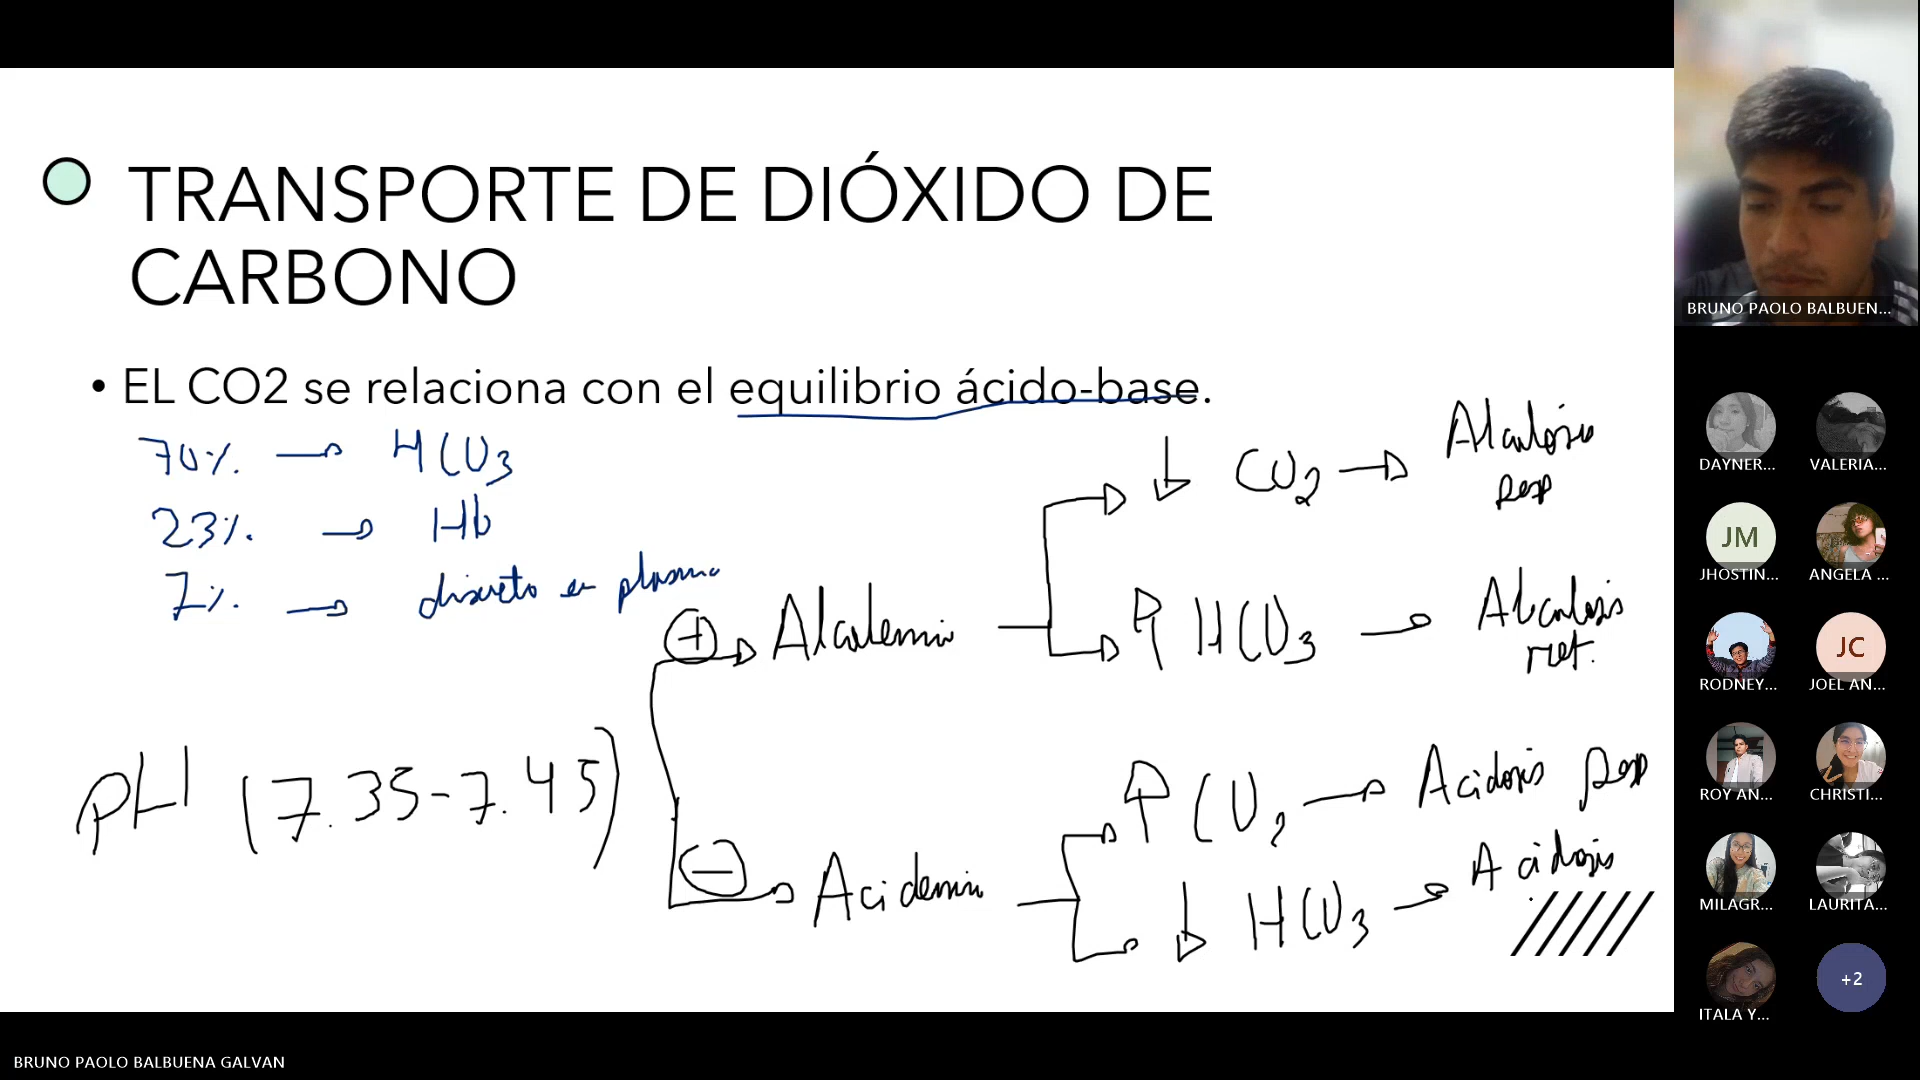 TRANSPORTE DE DIÓXIDO DE
CARBONO
• EL CO2 se relaciona con el equilibrio ácido-base.
70% → HCO3
23% → Hb
7% → disuelto en plasma
pH (7.35-7.45)
+ → Alcalemia
↓ CO2 → Alcalosis
resp
↑ HCO3 → Alcalosis
met.
- → Acidemia
↑ CO2 → Acidosis resp
↓ HCO3 → Acidosis
BRUNO PAOLO BALBUEN...
DAYNER...
VALERIA...
JM
JHOSTIN...
ANGELA ...
RODNEY...
JC
JOEL AN...
ROY AN...
CHRISTI...
MILAGR...
LAURITA...
ITALA Y...
+2
BRUNO PAOLO BALBUENA GALVAN